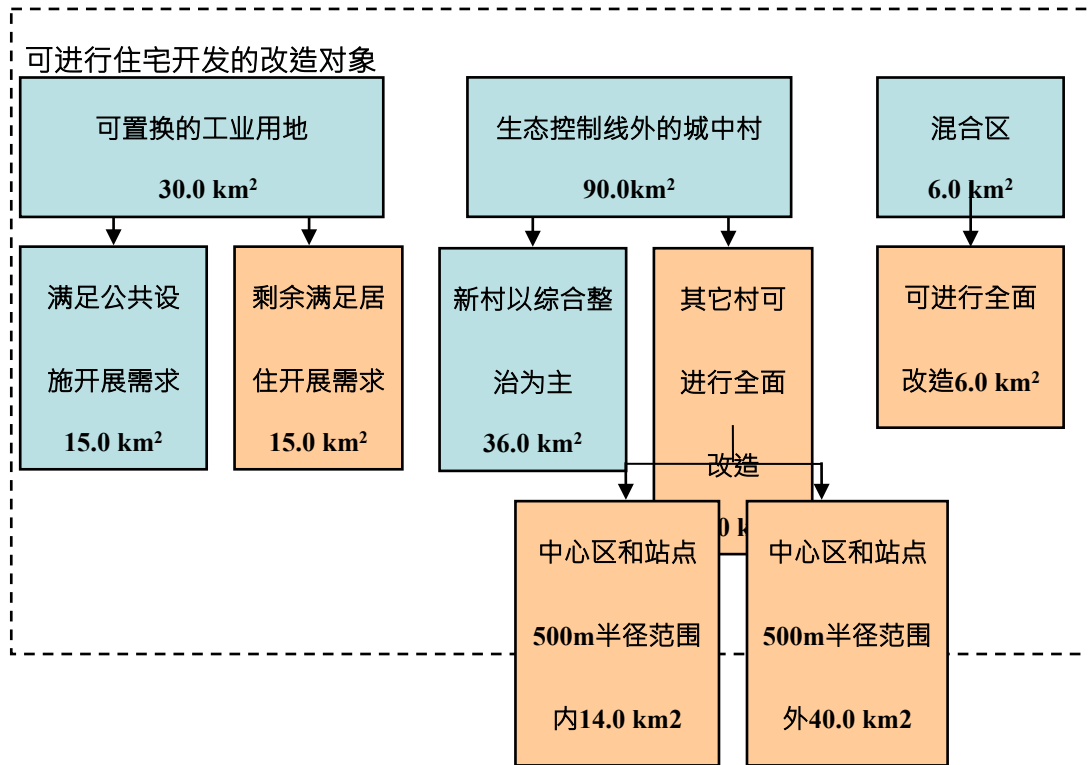 可进行住宅开发的改造对象
可置换的工业用地
30.0 km²
生态控制线外的城中村
90.0km²
混合区
6.0 km²
满足公共设
施开展需求
15.0 km²
剩余满足居
住开展需求
15.0 km²
新村以综合整
治为主
36.0 km²
其它村可
进行全面
改造
可进行全面
改造6.0 km²
中心区和站点
500m半径范围
内14.0 km2
中心区和站点
500m半径范围
外40.0 km2